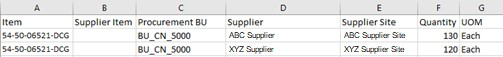 A B C D E F G
Item Supplier Item Procurement BU Supplier Supplier Site Quantity UOM
54-50-06521-DCG BU_CN_5000 ABC Supplier ABC Supplier Site 130 Each
54-50-06521-DCG BU_CN_5000 XYZ Supplier XYZ Supplier Site 120 Each